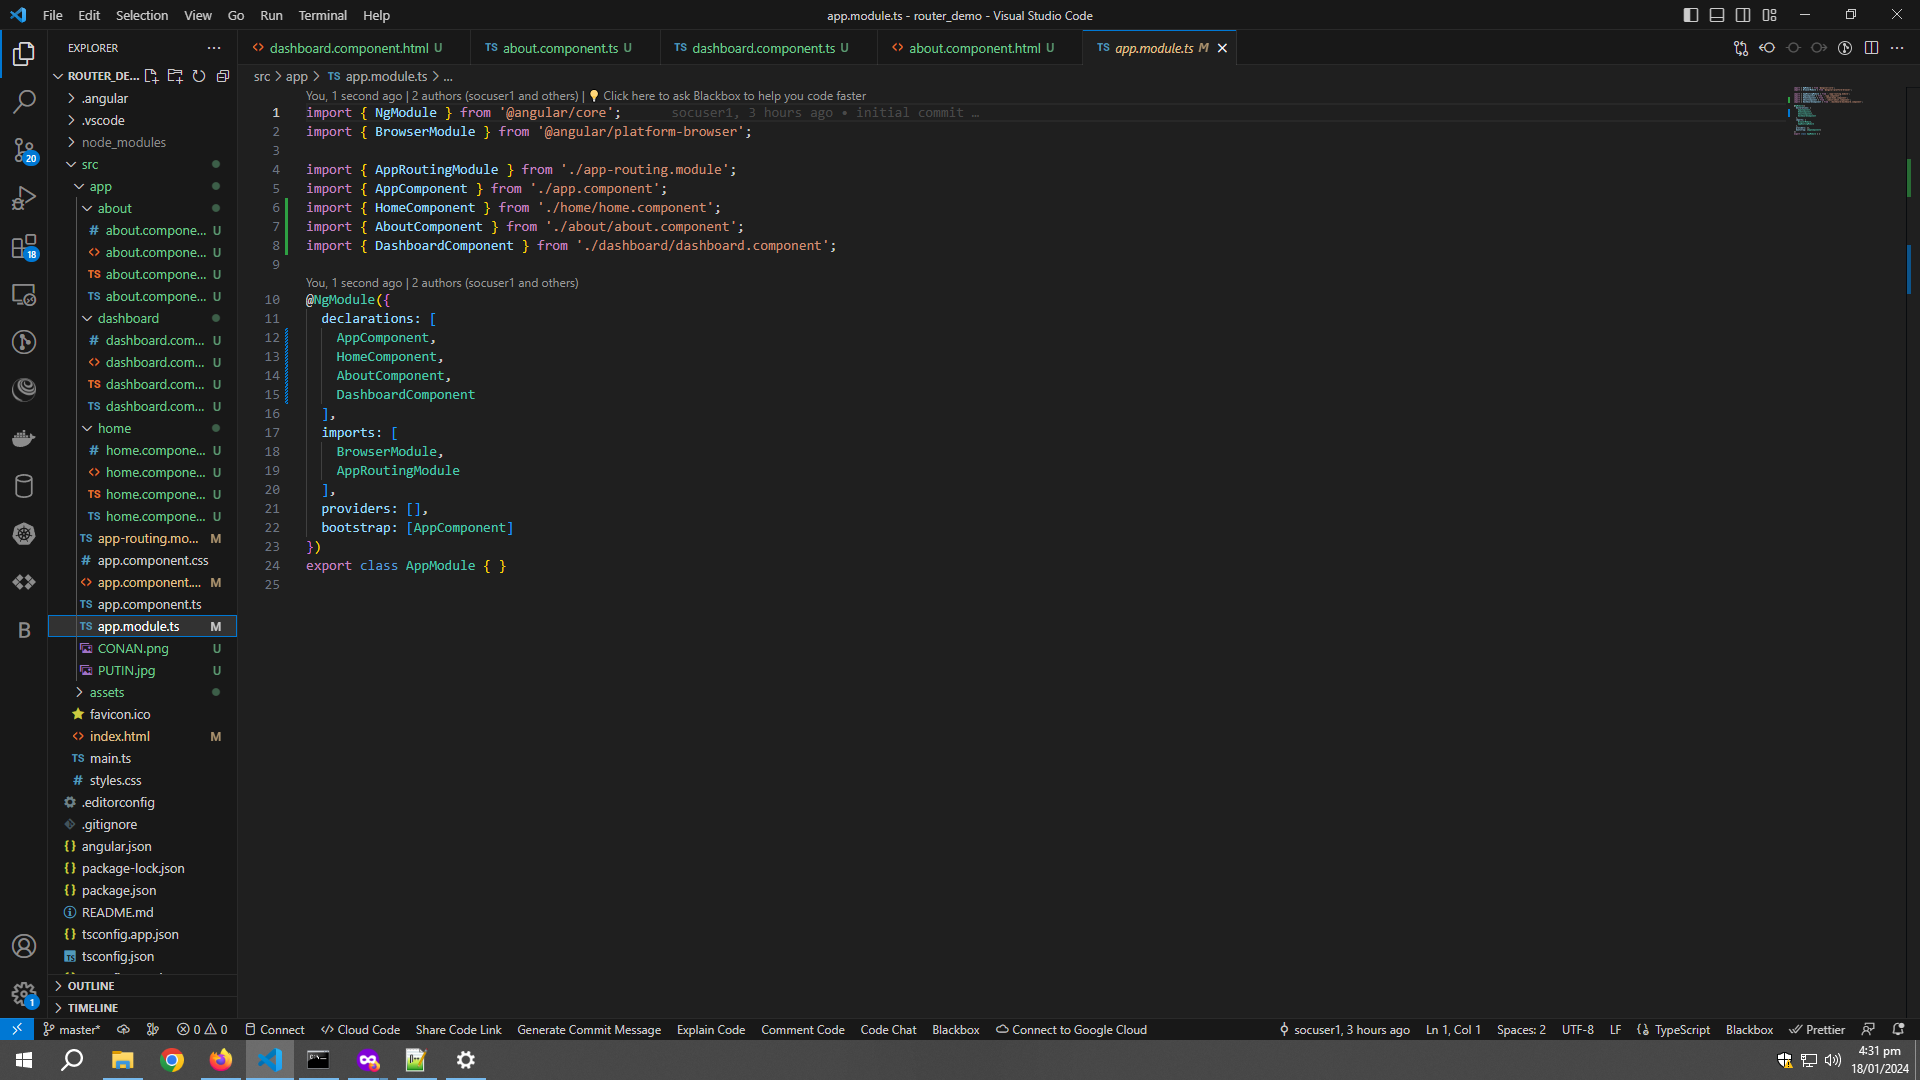 File Edit Selection View Go Run Terminal Help
app.module.ts - router_demo - Visual Studio Code
EXPLORER
ROUTER_DE...
.angular
.vscode
node_modules
src
app
about
about.compone... U
about.compone... U
about.compone... U
about.compone... U
dashboard
dashboard.com... U
dashboard.com... U
dashboard.com... U
dashboard.com... U
home
home.compone... U
home.compone... U
home.compone... U
home.compone... U
app-routing.mo... M
app.component.css
app.component.... M
app.component.ts
app.module.ts M
CONAN.png U
PUTIN.jpg U
assets
favicon.ico
index.html M
main.ts
styles.css
.editorconfig
.gitignore
angular.json
package-lock.json
package.json
README.md
tsconfig.app.json
tsconfig.json
OUTLINE
TIMELINE
20
18
1
dashboard.component.html U
about.component.ts U
dashboard.component.ts U
about.component.html U
app.module.ts M
src > app > TS app.module.ts > ...
You, 1 second ago | 2 authors (socuser1 and others) | Click here to ask Blackbox to help you code faster
1 import { NgModule } from '@angular/core'; socuser1, 3 hours ago • initial commit …
2 import { BrowserModule } from '@angular/platform-browser';
3
4 import { AppRoutingModule } from './app-routing.module';
5 import { AppComponent } from './app.component';
6 import { HomeComponent } from './home/home.component';
7 import { AboutComponent } from './about/about.component';
8 import { DashboardComponent } from './dashboard/dashboard.component';
9
You, 1 second ago | 2 authors (socuser1 and others)
10 @NgModule({
11 declarations: [
12 AppComponent,
13 HomeComponent,
14 AboutComponent,
15 DashboardComponent
16 ],
17 imports: [
18 BrowserModule,
19 AppRoutingModule
20 ],
21 providers: [],
22 bootstrap: [AppComponent]
23 })
24 export class AppModule { }
25
master* 0 0 Connect Cloud Code Share Code Link Generate Commit Message Explain Code Comment Code Code Chat Blackbox Connect to Google Cloud
socuser1, 3 hours ago Ln 1, Col 1 Spaces: 2 UTF-8 LF TypeScript Blackbox Prettier
4:31 pm
18/01/2024